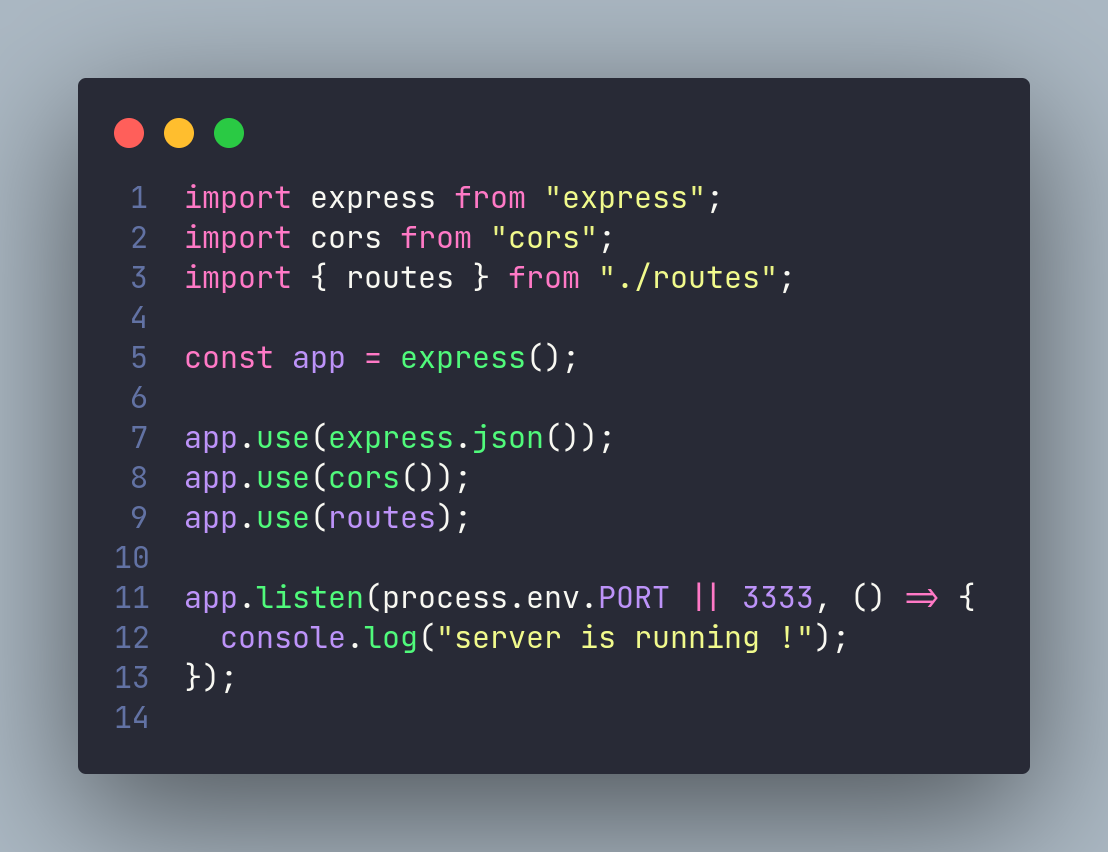 1 import express from "express";
2 import cors from "cors";
3 import { routes } from "./routes";
4
5 const app = express();
6
7 app.use(express.json());
8 app.use(cors());
9 app.use(routes);
10
11 app.listen(process.env.PORT || 3333, () => {
12   console.log("server is running !");
13 });
14